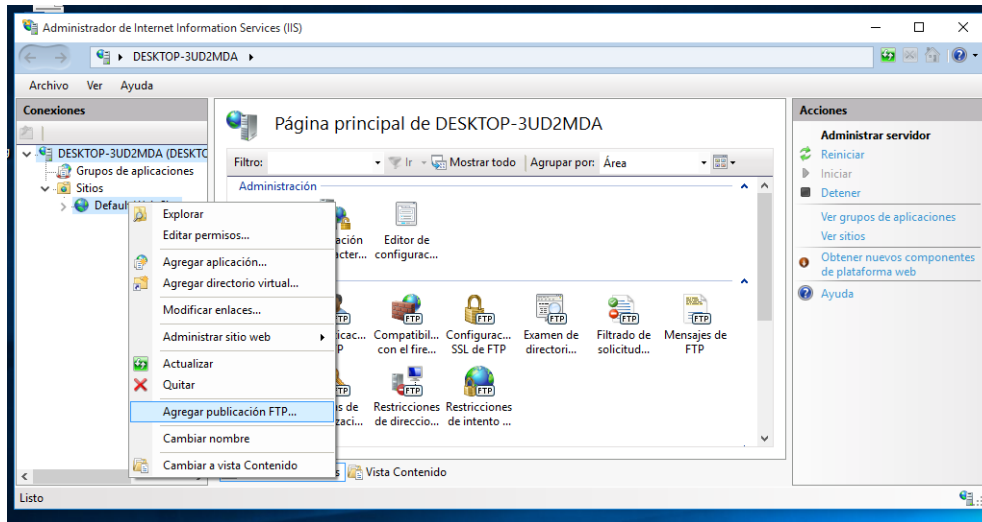 Administrador de Internet Information Services (IIS)
DESKTOP-3UD2MDA
Archivo Ver Ayuda
Conexiones
DESKTOP-3UD2MDA (DESKTC
Grupos de aplicaciones
Sitios
Explorar
Editar permisos...
Agregar aplicación...
Agregar directorio virtual...
Modificar enlaces...
Administrar sitio web
Actualizar
Quitar
Agregar publicación FTP...
Cambiar nombre
Cambiar a vista Contenido
Página principal de DESKTOP-3UD2MDA
Filtro: Ir Mostrar todo Agrupar por: Área
Administración
Editor de
configurac...
FTP FTP FTP FTP FTP
Compatibil... Configurac... Examen de Filtrado de Mensajes de
con el fire... SSL de FTP directori... solicitud... FTP
FTP FTP
Restricciones Restricciones
de direccio... de intento ...
Vista Contenido
Acciones
Administrar servidor
Reiniciar
Iniciar
Detener
Ver grupos de aplicaciones
Ver sitios
Obtener nuevos componentes
de plataforma web
Ayuda
Listo